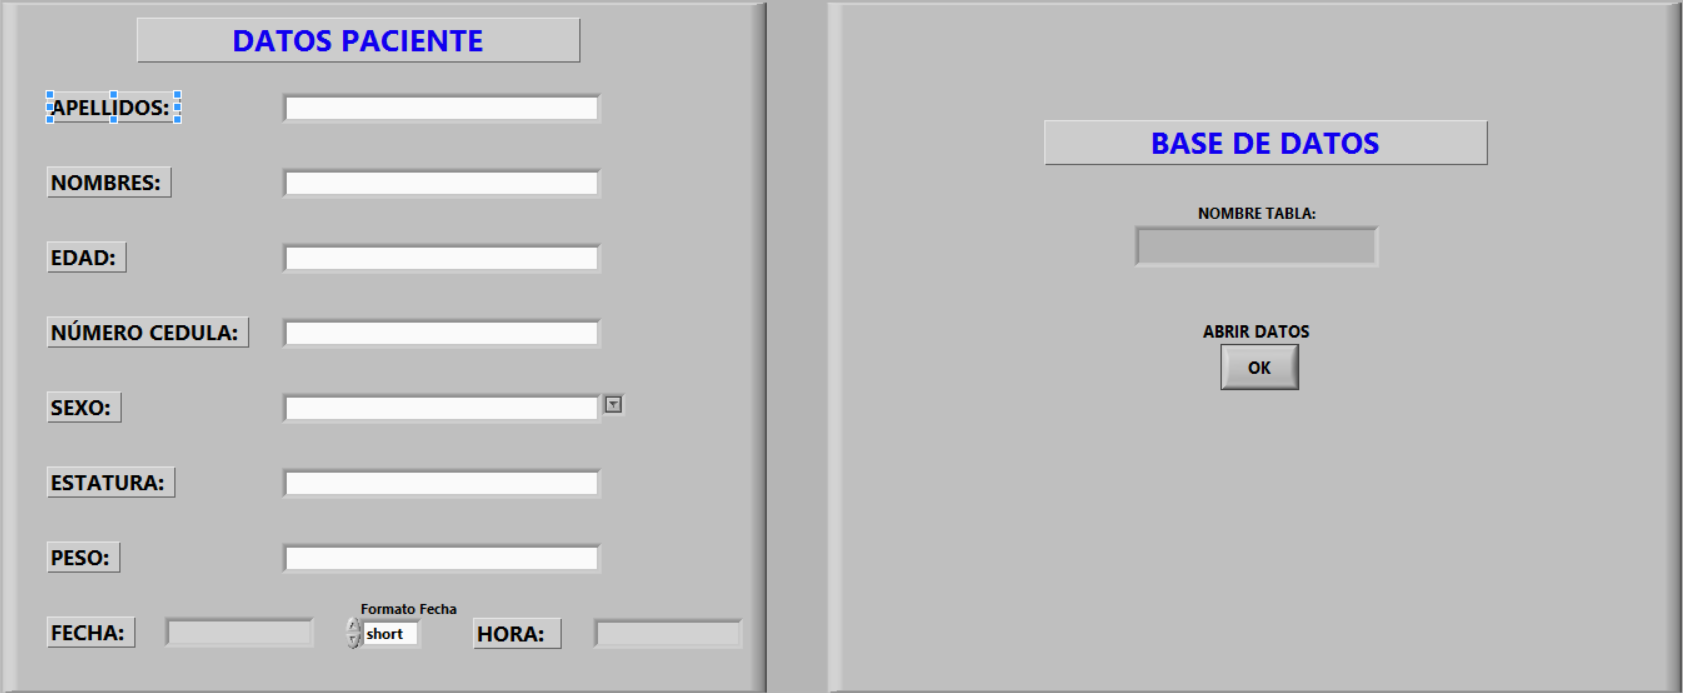 DATOS PACIENTE
APELLIDOS:
NOMBRES:
EDAD:
NÚMERO CEDULA:
SEXO:
ESTATURA:
PESO:
Formato Fecha
FECHA:
short
HORA:
BASE DE DATOS
NOMBRE TABLA:
ABRIR DATOS
OK